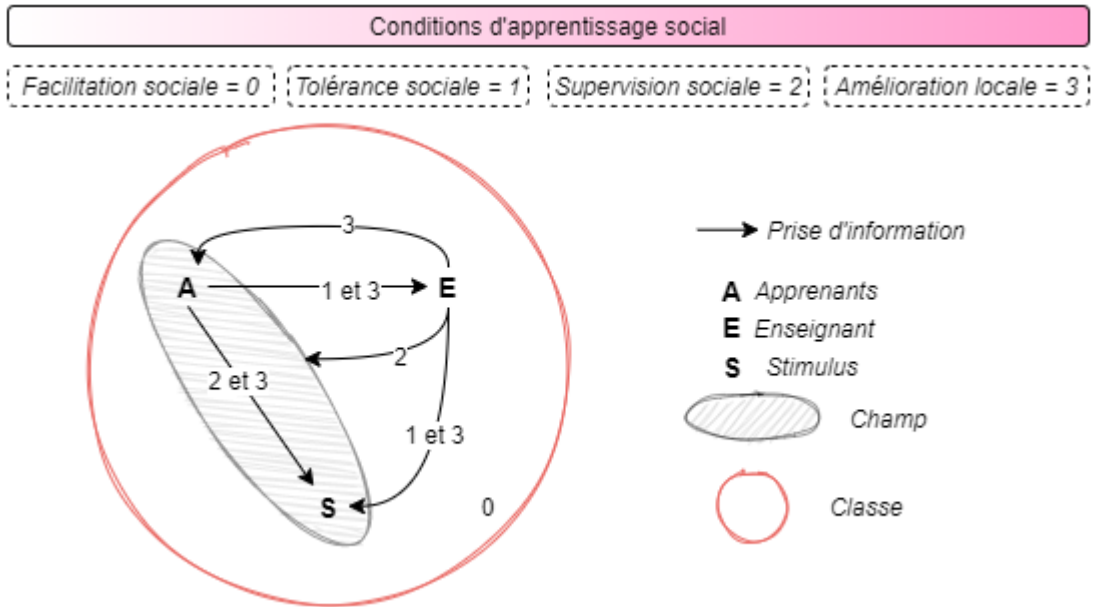 Conditions d'apprentissage social
Facilitation sociale = 0
Tolérance sociale = 1
Supervision sociale = 2
Amélioration locale = 3
3
A
1 et 3
E
2
2 et 3
1 et 3
S
0
Prise d'information
A Apprenants
E Enseignant
S Stimulus
Champ
Classe